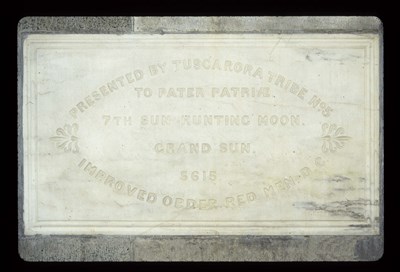 PRESENTED BY TUSCARORA TRIBE No 5
TO PATER PATRIÆ.
7TH SUN HUNTING MOON.
GRAND SUN.
5615
IMPROVED ORDER RED MEN. D.C.